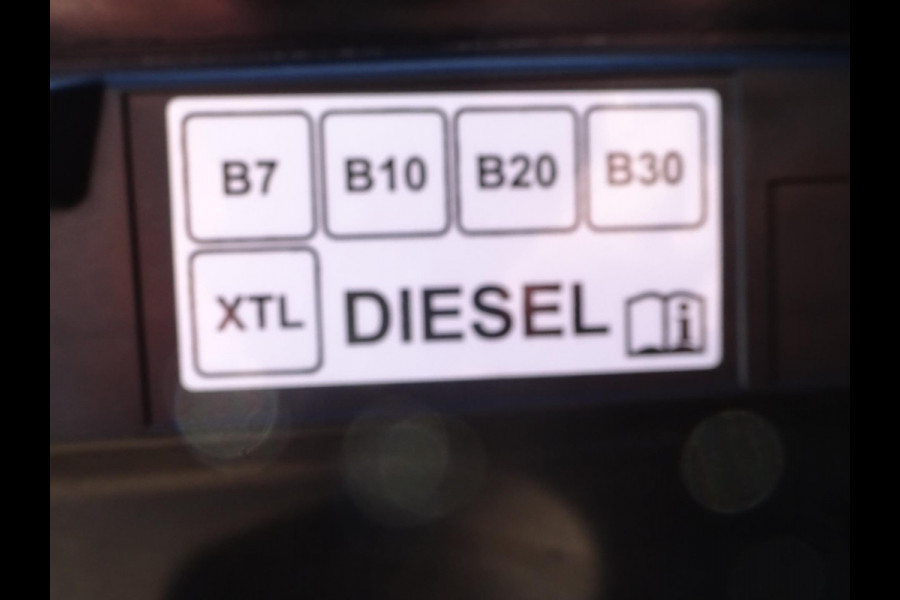 B7 B10 B20 B30
XTL DIESEL i